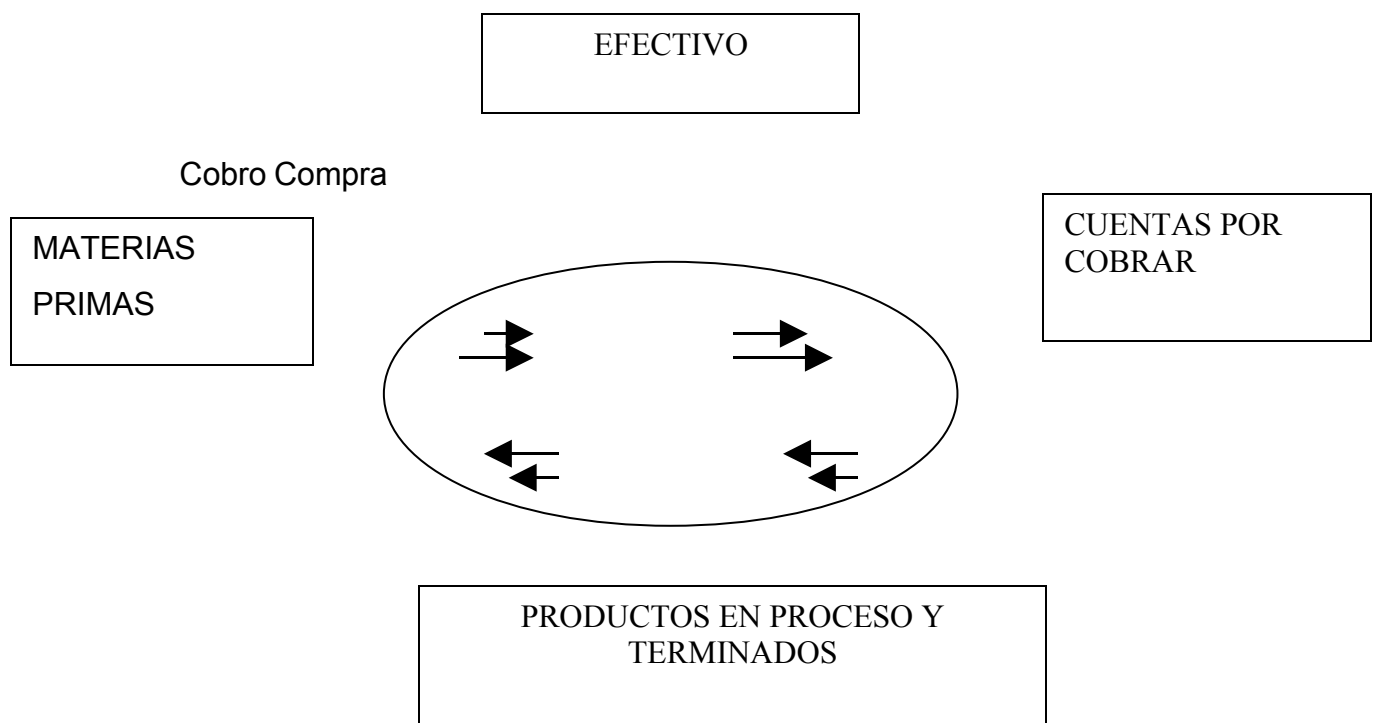 EFECTIVO
Cobro Compra
MATERIAS
PRIMAS
CUENTAS POR
COBRAR
PRODUCTOS EN PROCESO Y
TERMINADOS